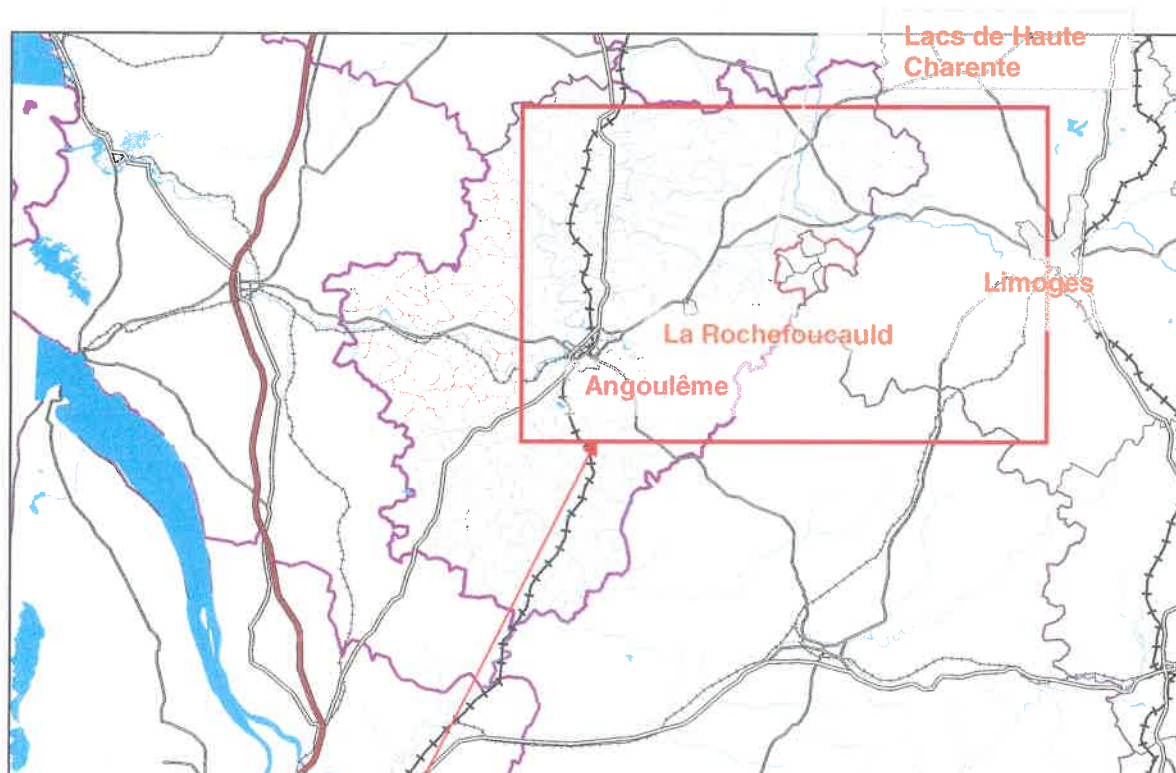 Lacs de Haute
Charente
Limoges
La Rochefoucauld
Angoulême